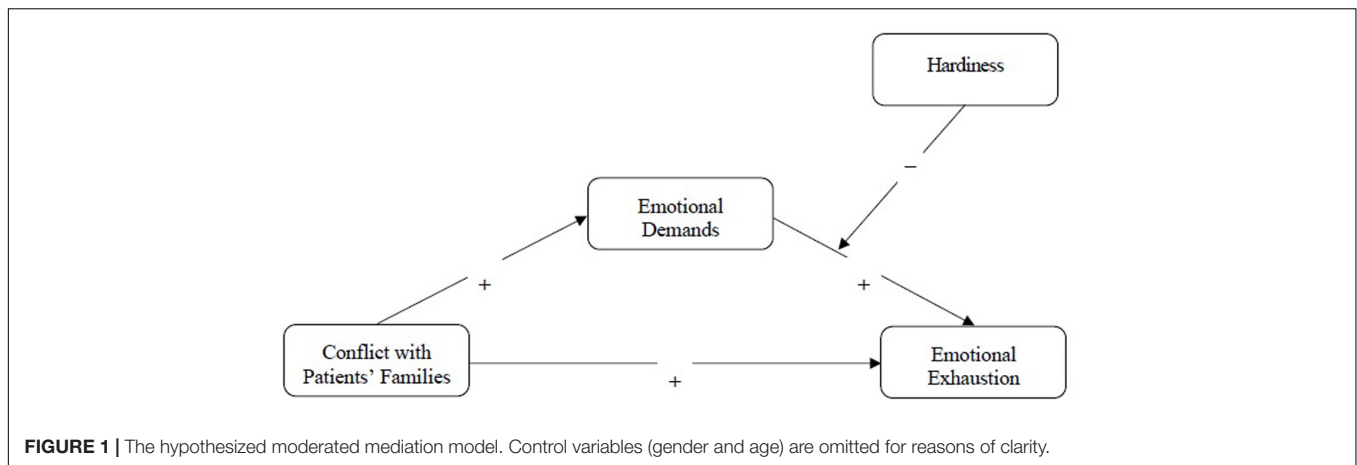 Hardiness
−
Emotional
Demands
+
+
Conflict with
Patients’ Families
+
Emotional
Exhaustion
FIGURE 1 | The hypothesized moderated mediation model. Control variables (gender and age) are omitted for reasons of clarity.